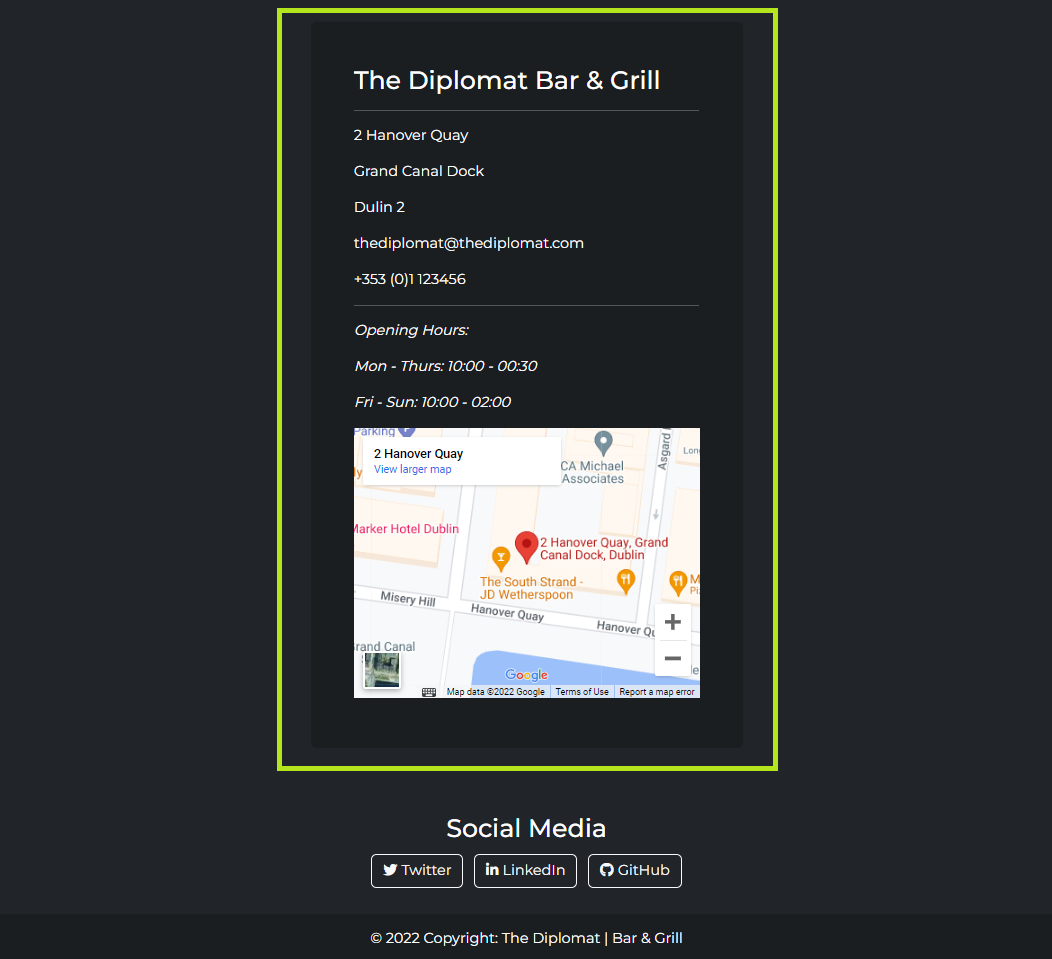 The Diplomat Bar & Grill
2 Hanover Quay
Grand Canal Dock
Dulin 2
thediplomat@thediplomat.com
+353 (0)1 123456
Opening Hours:
Mon - Thurs: 10:00 - 00:30
Fri - Sun: 10:00 - 02:00
Parking
2 Hanover Quay
View larger map
CA Michael
Associates
Asgard
Marker Hotel Dublin
2 Hanover Quay, Grand
Canal Dock, Dublin
The South Strand -
JD Wetherspoon
Misery Hill
Hanover Quay
Hanover
Canal
Google
Map data ©2022 Google
Terms of Use
Report a map error
Social Media
Twitter
LinkedIn
GitHub
© 2022 Copyright: The Diplomat | Bar & Grill